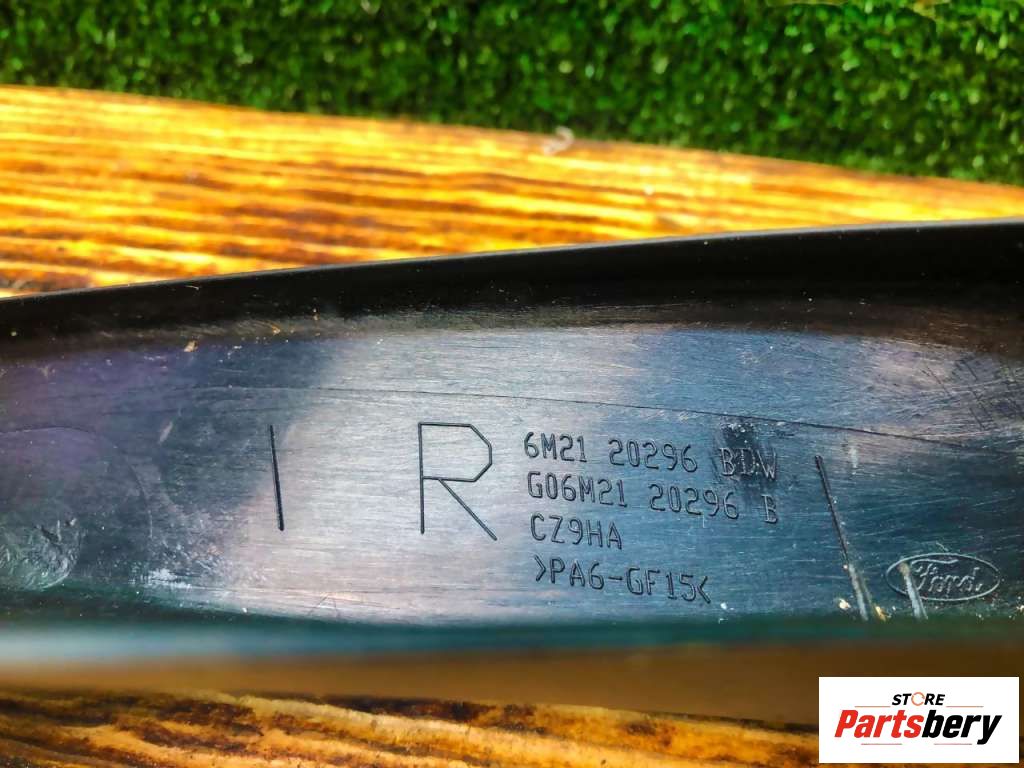 R
6M21 20296 BDW
G06M21 20296 B
CZ9HA
>PA6-GF15<
Ford
STORE
Partsbery